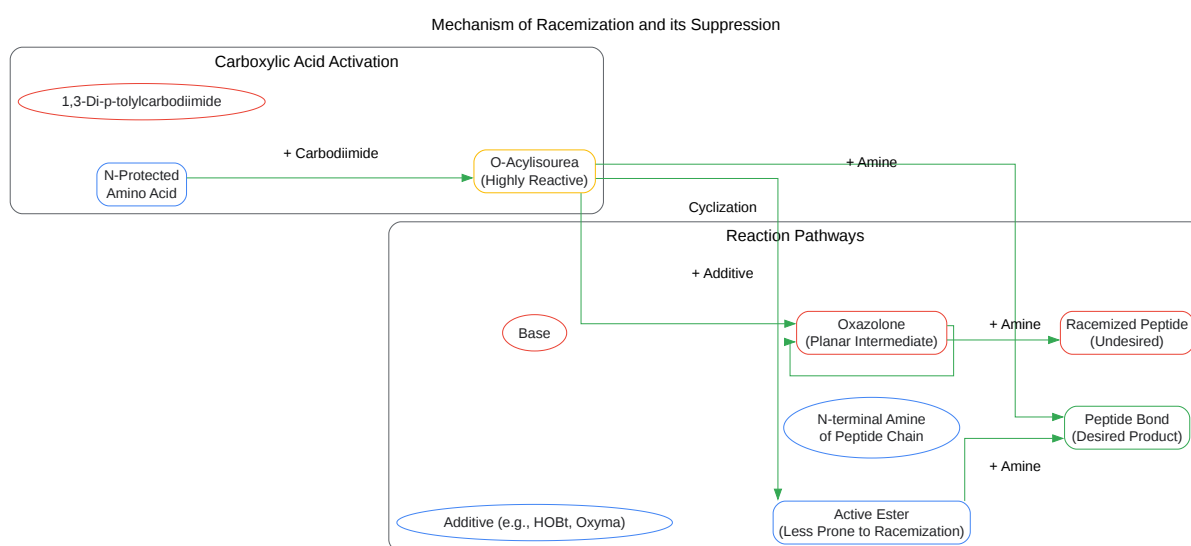 Mechanism of Racemization and its Suppression
Carboxylic Acid Activation
1,3-Di-p-tolylcarbodiimide
+ Carbodiimide
N-Protected
Amino Acid
O-Acylisourea
(Highly Reactive)
+ Amine
Cyclization
Reaction Pathways
+ Additive
Base
Oxazolone
(Planar Intermediate)
+ Amine
Racemized Peptide
(Undesired)
N-terminal Amine
of Peptide Chain
Peptide Bond
(Desired Product)
+ Amine
Additive (e.g., HOBt, Oxyma)
Active Ester
(Less Prone to Racemization)